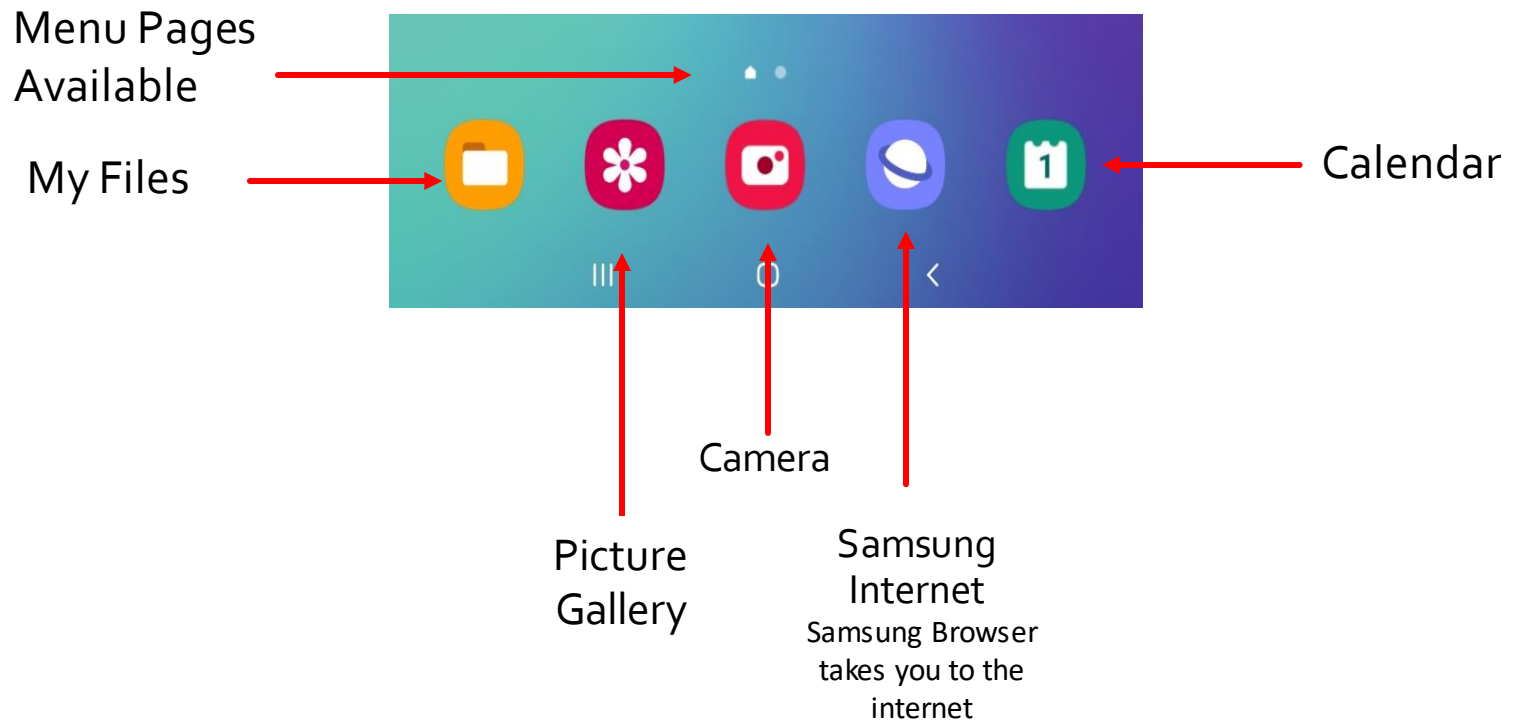 Menu Pages
Available
My Files
1
Calendar
Camera
Picture
Gallery
Samsung
Internet
Samsung Browser
takes you to the
internet